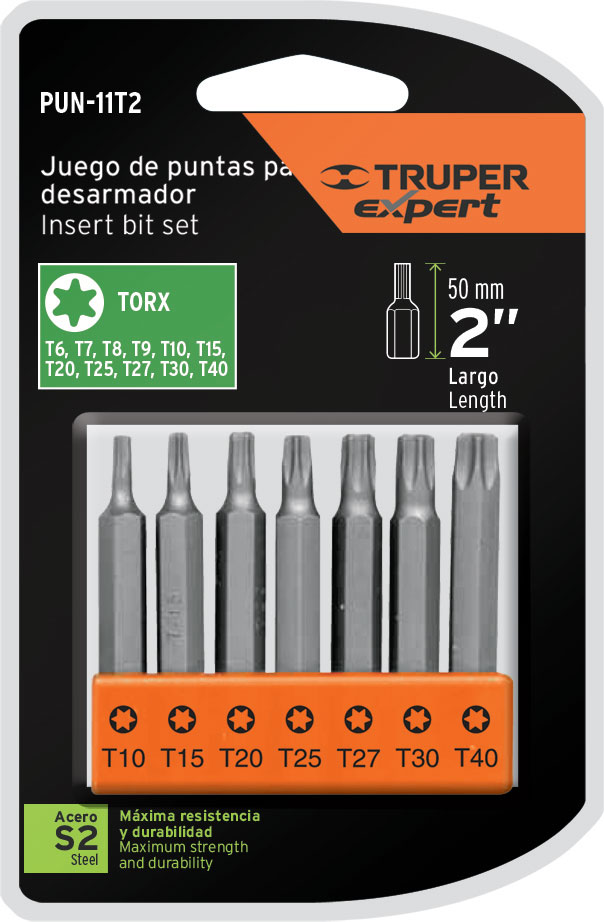 PUN-11T2
Juego de puntas pa
desarmador
Insert bit set
TRUPER
expert
TORX
T6, T7, T8, T9, T10, T15,
T20, T25, T27, T30, T40
50 mm
2"
Largo
Length
T10 T15 T20 T25 T27 T30 T40
Acero
S2
Steel
Máxima resistencia
y durabilidad
Maximum strength
and durability